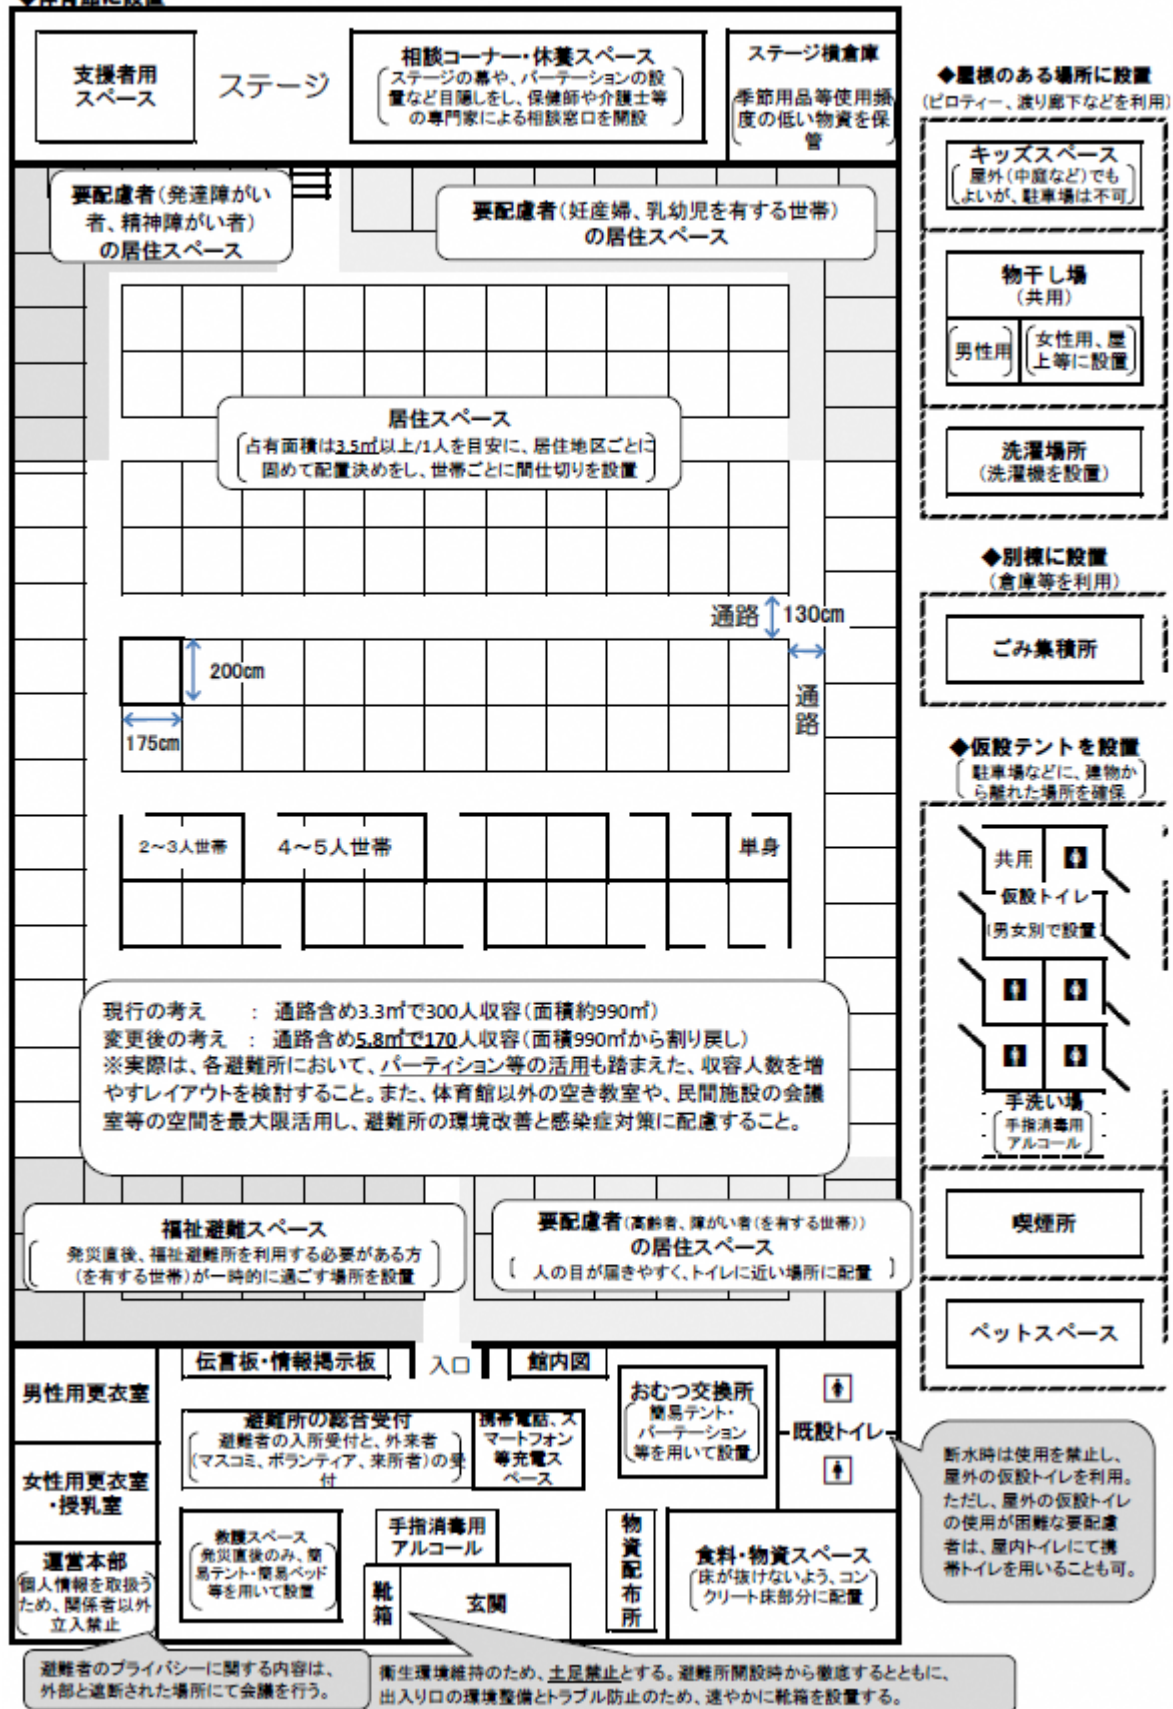 ◆体育館に設置
支援者用
スペース
ステージ
相談コーナー・休養スペース
ステージの幕や、パーテーションの設
置など目隠しをし、保健師や介護士等
の専門家による相談窓口を開設
ステージ横倉庫
季節用品等使用頻
度の低い物資を保
管
要配慮者(発達障がい
者、精神障がい者)
の居住スペース
要配慮者(妊産婦、乳幼児を有する世帯)
の居住スペース
居住スペース
占有面積は3.5㎡以上/1人を目安に、居住地区ごとに
固めて配置決めをし、世帯ごとに間仕切りを設置
通路
130cm
200cm
175cm
通
路
2～3人世帯
4～5人世帯
単身
現行の考え　　：　通路含め3.3㎡で300人収容(面積約990㎡)
変更後の考え　：　通路含め5.8㎡で170人収容(面積990㎡から割り戻し)
※実際は、各避難所において、パーティション等の活用も踏まえた、収容人数を増
やすレイアウトを検討すること。また、体育館以外の空き教室や、民間施設の会議
室等の空間を最大限活用し、避難所の環境改善と感染症対策に配慮すること。
福祉避難スペース
発災直後、福祉避難所を利用する必要がある方
(を有する世帯)が一時的に過ごす場所を設置
要配慮者(高齢者、障がい者(を有する世帯))
の居住スペース
人の目が届きやすく、トイレに近い場所に配置
男性用更衣室
女性用更衣室
・授乳室
運営本部
個人情報を取扱う
ため、関係者以外
立入禁止
伝言板・情報掲示板
入口
館内図
避難所の総合受付
避難者の入所受付と、外来者
(マスコミ、ボランティア、来所者)の受
付
携帯電話、ス
マートフォン
等充電ス
ペース
おむつ交換所
簡易テント・
パーテーション
等を用いて設置
既設トイレ
救護スペース
発災直後のみ、簡
易テント・簡易ベッド
等を用いて設置
手指消毒用
アルコール
靴
箱
玄関
物
資
配
布
所
食料・物資スペース
床が抜けないよう、コン
クリート床部分に配置
避難者のプライバシーに関する内容は、
外部と遮断された場所にて会議を行う。
衛生環境維持のため、土足禁止とする。避難所開設時から徹底するとともに、
出入り口の環境整備とトラブル防止のため、速やかに靴箱を設置する。
◆屋根のある場所に設置
(ピロティー、渡り廊下などを利用)
キッズスペース
屋外(中庭など)でも
よいが、駐車場は不可
物干し場
(共用)
男性用
女性用、屋
上等に設置
洗濯場所
(洗濯機を設置)
◆別棟に設置
(倉庫等を利用)
ごみ集積所
◆仮設テントを設置
駐車場などに、建物か
ら離れた場所を確保
共用
仮設トイレ
(男女別で設置)
手洗い場
手指消毒用
アルコール
喫煙所
ペットスペース
断水時は使用を禁止し、
屋外の仮設トイレを利用。
ただし、屋外の仮設トイレ
の使用が困難な要配慮
者は、屋内トイレにて携
帯トイレを用いることも可。